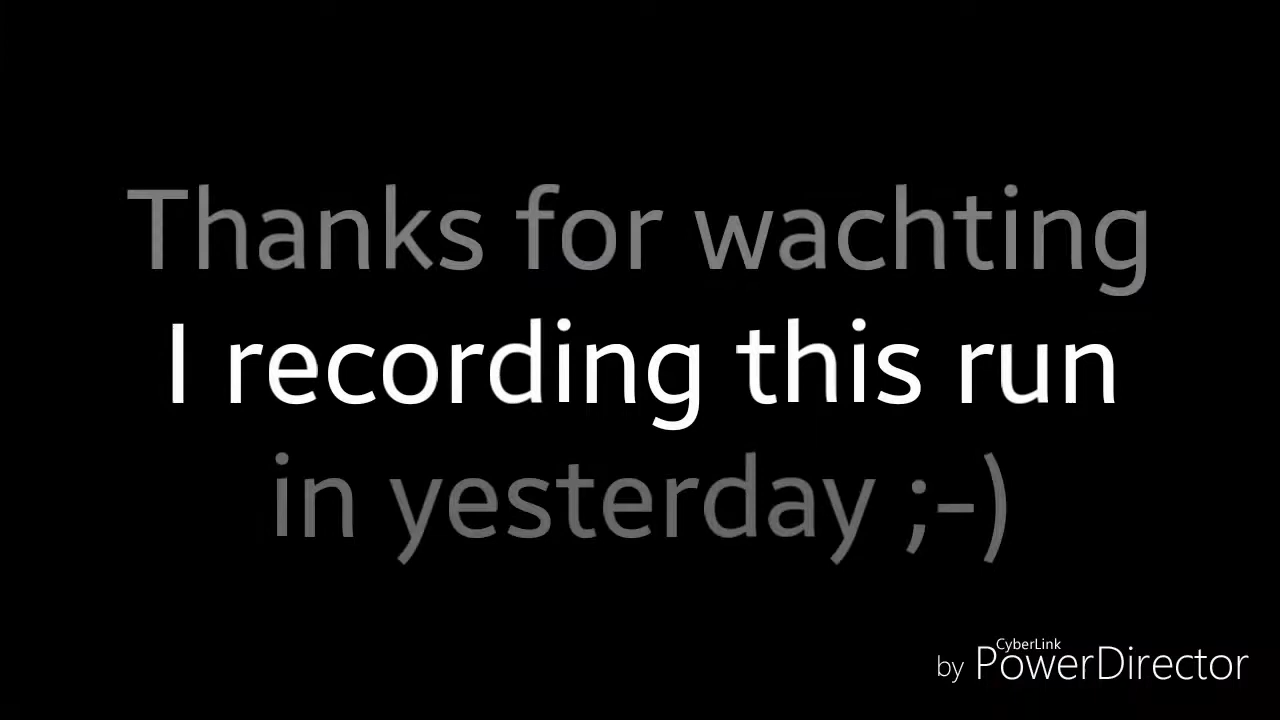 Thanks for wachting
I recording this run
in yesterday ;-)
CyberLink
by PowerDirector